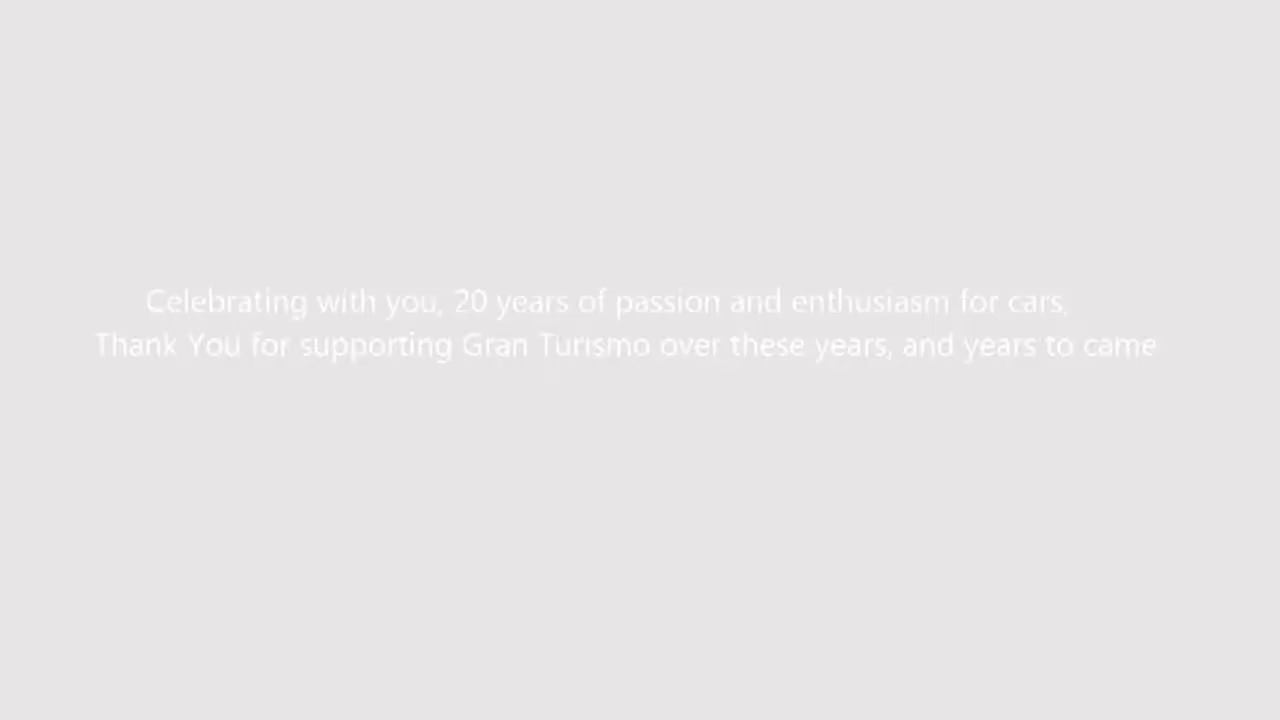 Celebrating with you, 20 years of passion and enthusiasm for cars,
Thank You for supporting Gran Turismo over these years, and years to came